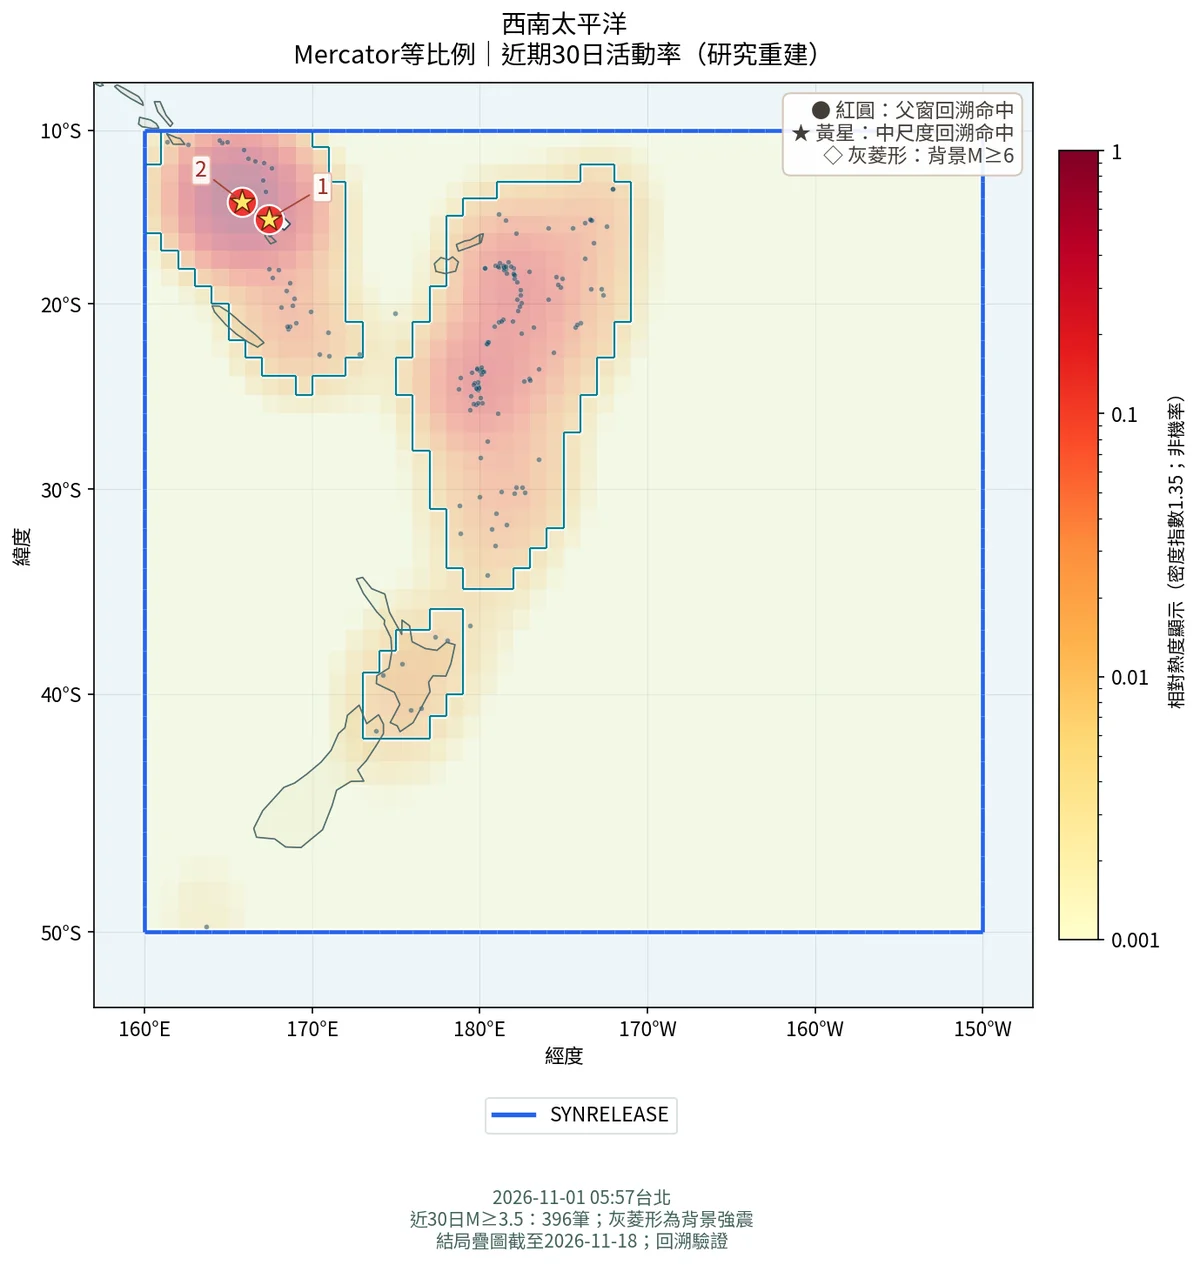 西南太平洋
Mercator等比例｜近期30日活動率（研究重建）
● 紅圓：父窗回溯命中
★ 黃星：中尺度回溯命中
◇ 灰菱形：背景M≥6
10°S
20°S
30°S
40°S
50°S
緯度
2
1
160°E
170°E
180°E
170°W
160°W
150°W
經度
1
0.1
0.01
0.001
相對熱度顯示（密度指數1.35；非機率）
SYNRELEASE
2026-11-01 05:57台北
近30日M≥3.5：396筆；灰菱形為背景強震
結局疊圖截至2026-11-18；回溯驗證